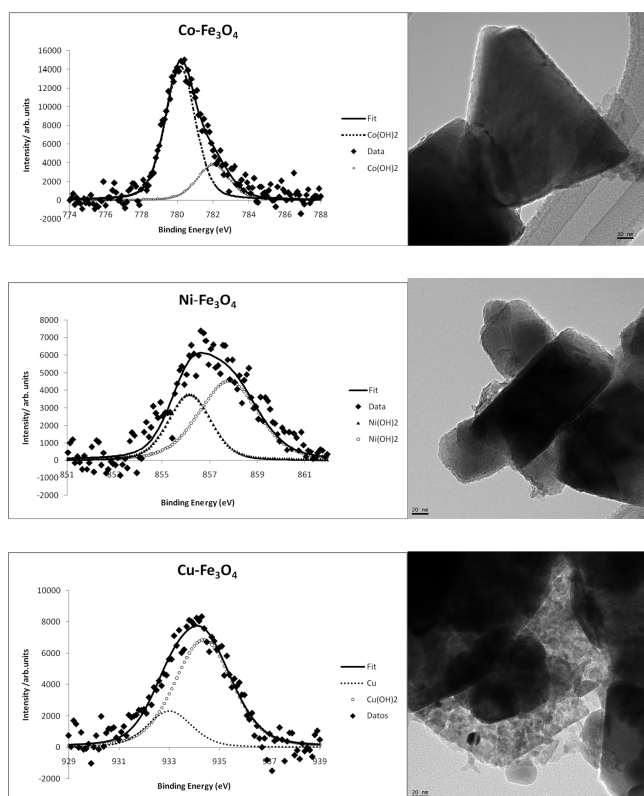 Co-Fe3O4
16000
14000
12000
10000
8000
6000
4000
2000
0
-2000
774 776 778 780 782 784 786 788
Intensity/ arb. units
Binding Energy (eV)
Fit
Co(OH)2
Data
Co(OH)2
20 nm
Ni-Fe3O4
8000
7000
6000
5000
4000
3000
2000
1000
0
-1000
-2000
851 855 857 859 861
Intensity/ arb. units
Binding Energy (eV)
Fit
Data
Ni(OH)2
Ni(OH)2
20 nm
Cu-Fe3O4
10000
8000
6000
4000
2000
0
-2000
929 931 933 935 937 939
Intensity /arb.units
Binding Energy (eV)
Fit
Cu
Cu(OH)2
Datos
20 nm